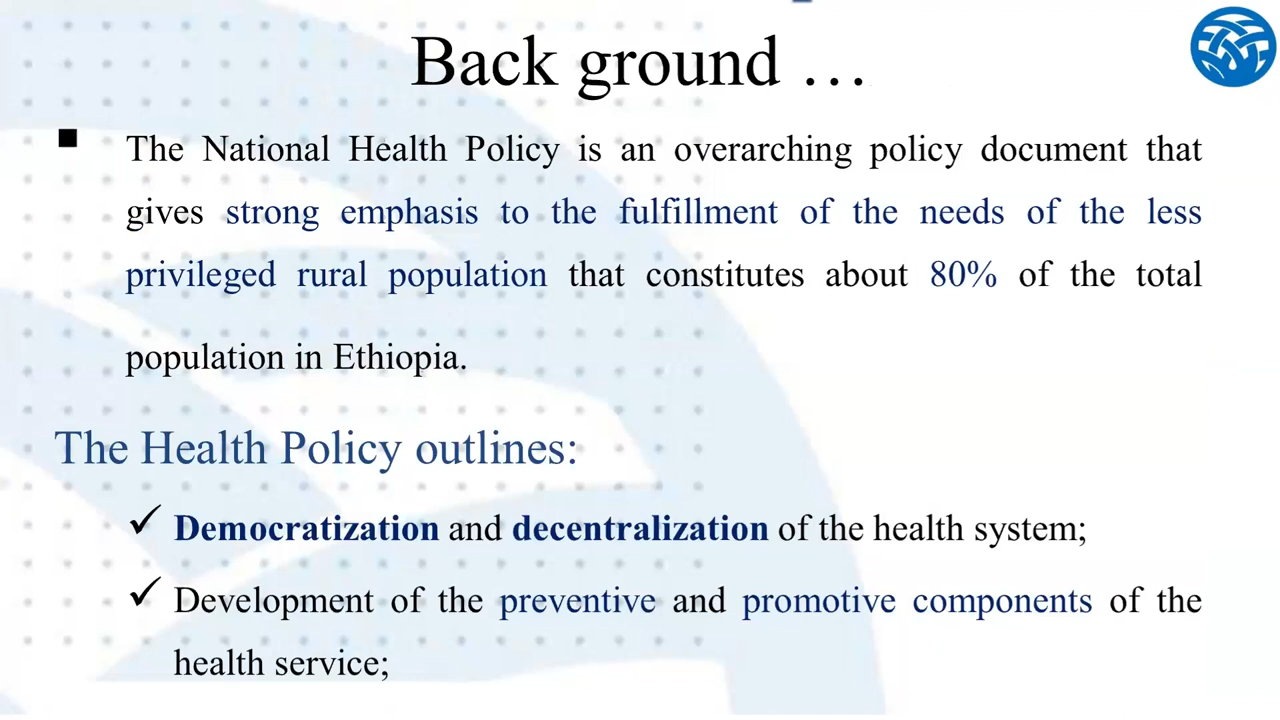 Back ground …
The National Health Policy is an overarching policy document that
gives strong emphasis to the fulfillment of the needs of the less
privileged rural population that constitutes about 80% of the total
population in Ethiopia.
The Health Policy outlines:
Democratization and decentralization of the health system;
Development of the preventive and promotive components of the
health service;